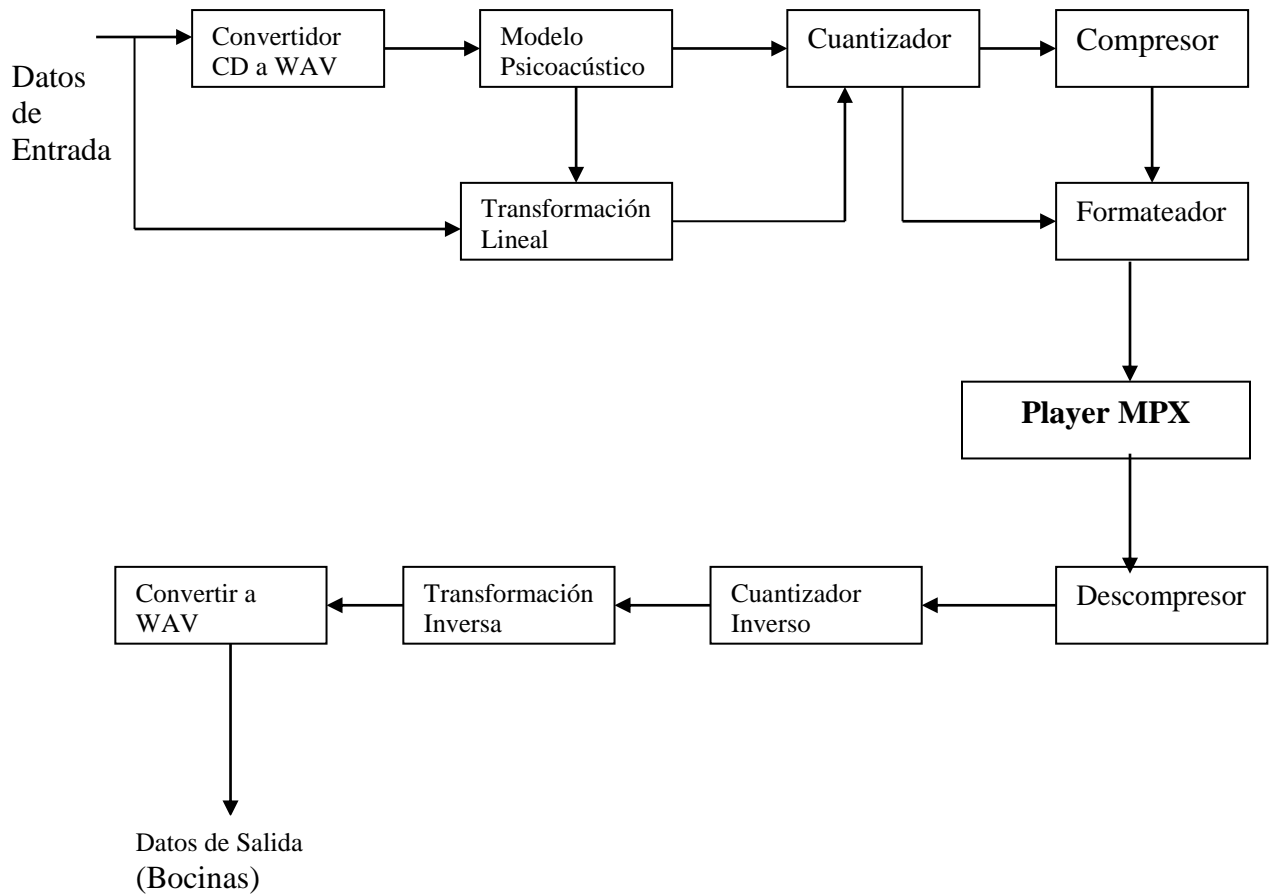 Datos
de
Entrada
Convertidor
CD a WAV
Modelo
Psicoacústico
Cuantizador
Compresor
Transformación
Lineal
Formateador
Player MPX
Descompresor
Cuantizador
Inverso
Transformación
Inversa
Convertir a
WAV
Datos de Salida
(Bocinas)